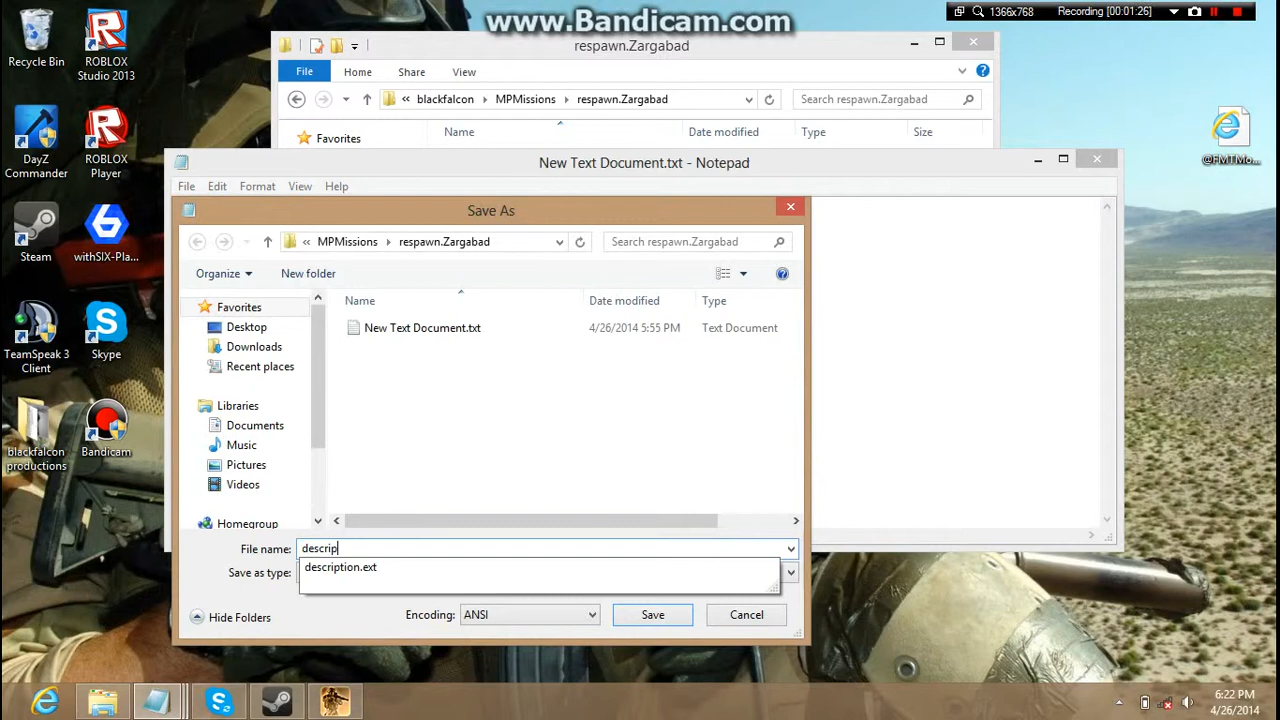 www.Bandicam.com
1366x768
Recording [00:01:26]
Recycle Bin
ROBLOX
Studio 2013
DayZ
Commander
ROBLOX
Player
Steam
withSIX-Pla...
TeamSpeak 3
Client
Skype
blackfalcon
productions
Bandicam
@FMTMo...
respawn.Zargabad
File
Home
Share
View
«
blackfalcon
MPMissions
respawn.Zargabad
Search respawn.Zargabad
Favorites
Name
Date modified
Type
Size
New Text Document.txt - Notepad
File
Edit
Format
View
Help
Save As
«
MPMissions
respawn.Zargabad
Search respawn.Zargabad
Organize
New folder
Favorites
Desktop
Downloads
Recent places
Libraries
Documents
Music
Pictures
Videos
Homegroup
Name
Date modified
Type
New Text Document.txt
4/26/2014 5:55 PM
Text Document
File name:
descrip
description.ext
Save as type:
Hide Folders
Encoding:
ANSI
Save
Cancel
6:22 PM
4/26/2014